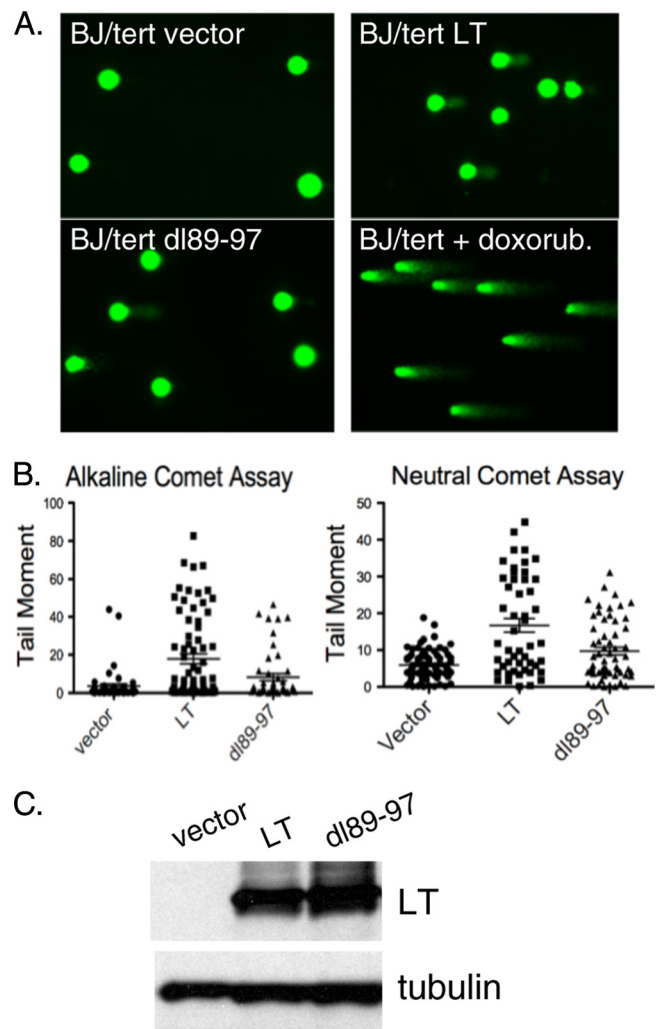 A.
BJ/tert vector
BJ/tert LT
BJ/tert dl89-97
BJ/tert + doxorub.
B.
Alkaline Comet Assay
Tail Moment
100
80
60
40
20
0
vector
LT
dl89-97
Neutral Comet Assay
Tail Moment
50
40
30
20
10
0
Vector
LT
dl89-97
C.
vector
LT
dl89-97
LT
tubulin